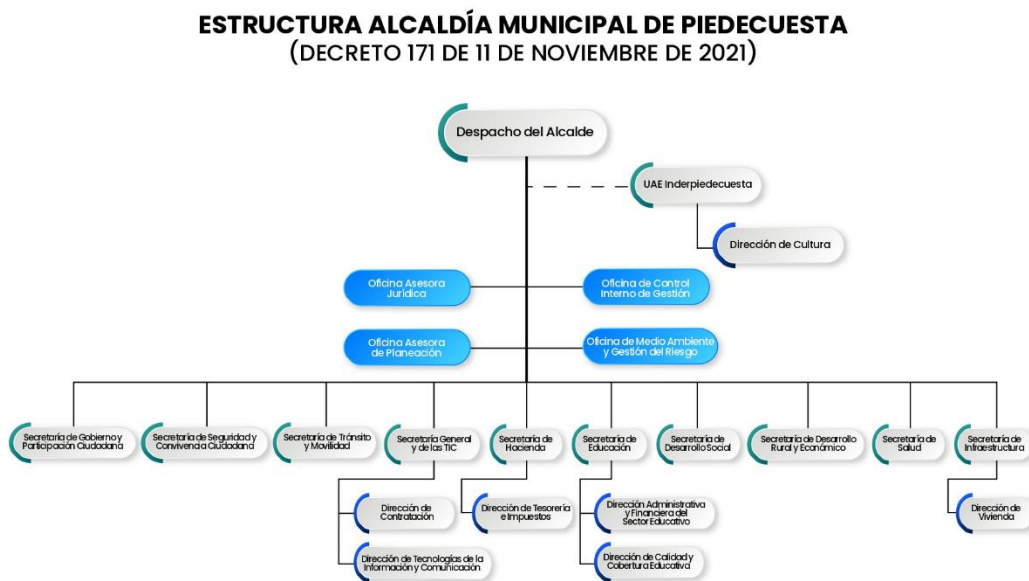 ESTRUCTURA ALCALDÍA MUNICIPAL DE PIEDECUESTA
(DECRETO 171 DE 11 DE NOVIEMBRE DE 2021)
Despacho del Alcalde
UAE Inderpiedecuesta
Dirección de Cultura
Oficina Asesora
Jurídica
Oficina de Control
Interno de Gestión
Oficina Asesora
de Planeación
Oficina de Medio Ambiente
y Gestión del Riesgo
Secretaría de Gobierno y
Participación Ciudadana
Secretaría de Seguridad y
Convivencia Ciudadana
Secretaría de Tránsito
y Movilidad
Secretaría General
y de las TIC
Secretaría de
Hacienda
Secretaría de
Educación
Secretaría de
Desarrollo Social
Secretaría de Desarrollo
Rural y Económico
Secretaría de
Salud
Secretaría de
Infraestructura
Dirección de
Contratación
Dirección de Tesorería
e Impuestos
Dirección Administrativa
y Financiera del
Sector Educativo
Dirección de
Vivienda
Dirección de Tecnologías de la
Información y Comunicación
Dirección de Calidad y
Cobertura Educativa